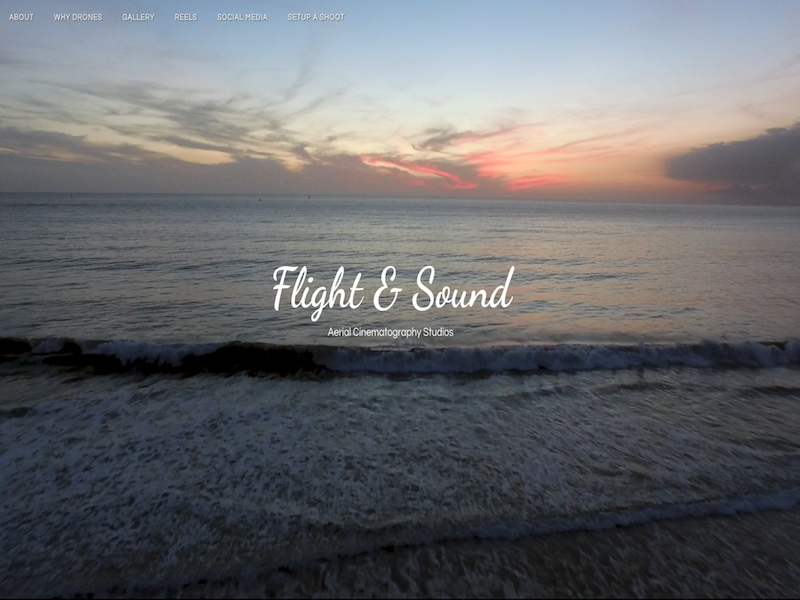 ABOUT WHY DRONES GALLERY REELS SOCIAL MEDIA SETUP A SHOOT
Flight & Sound
Aerial Cinematography Studios